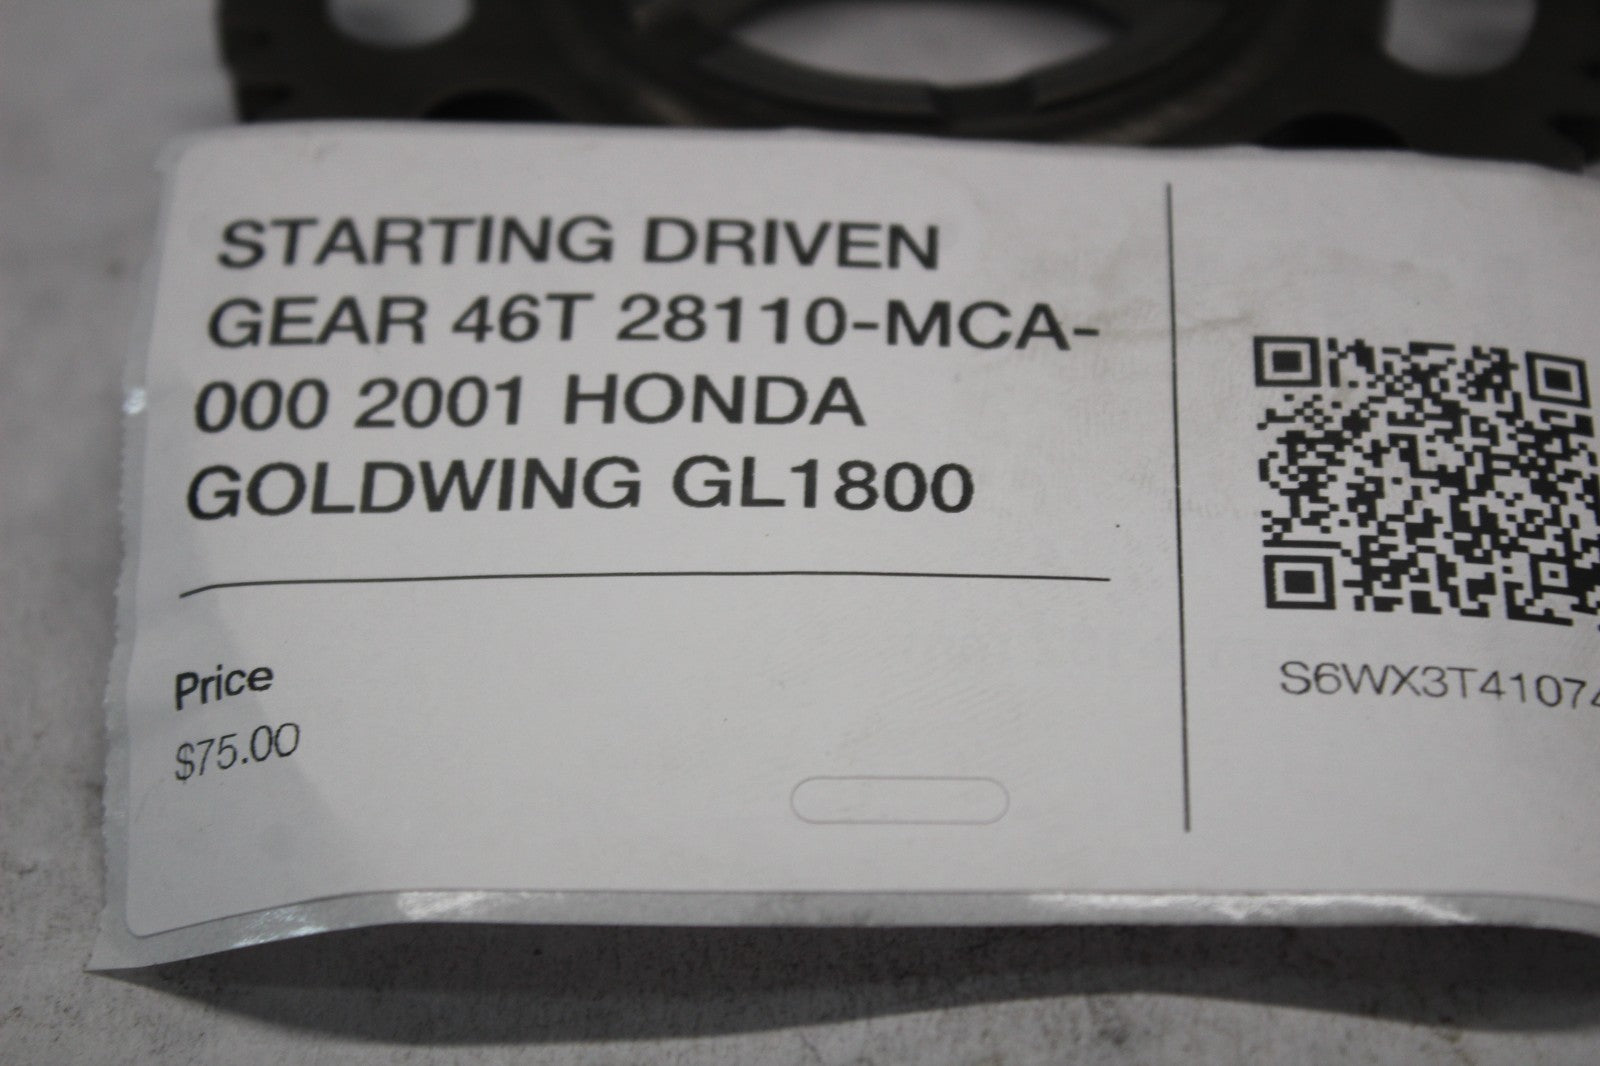 STARTING DRIVEN
GEAR 46T 28110-MCA-
000 2001 HONDA
GOLDWING GL1800
Price
$75.00
S6WX3T41074